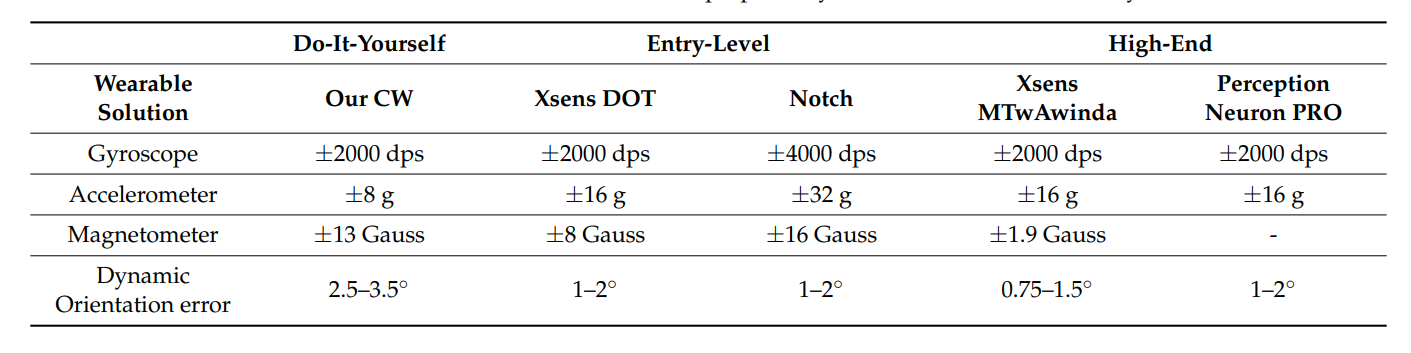 Do-It-Yourself Entry-Level High-End
Wearable Solution Our CW Xsens DOT Notch Xsens MTwAwinda Perception Neuron PRO
Gyroscope ±2000 dps ±2000 dps ±4000 dps ±2000 dps ±2000 dps
Accelerometer ±8 g ±16 g ±32 g ±16 g ±16 g
Magnetometer ±13 Gauss ±8 Gauss ±16 Gauss ±1.9 Gauss -
Dynamic Orientation error 2.5–3.5° 1–2° 1–2° 0.75–1.5° 1–2°